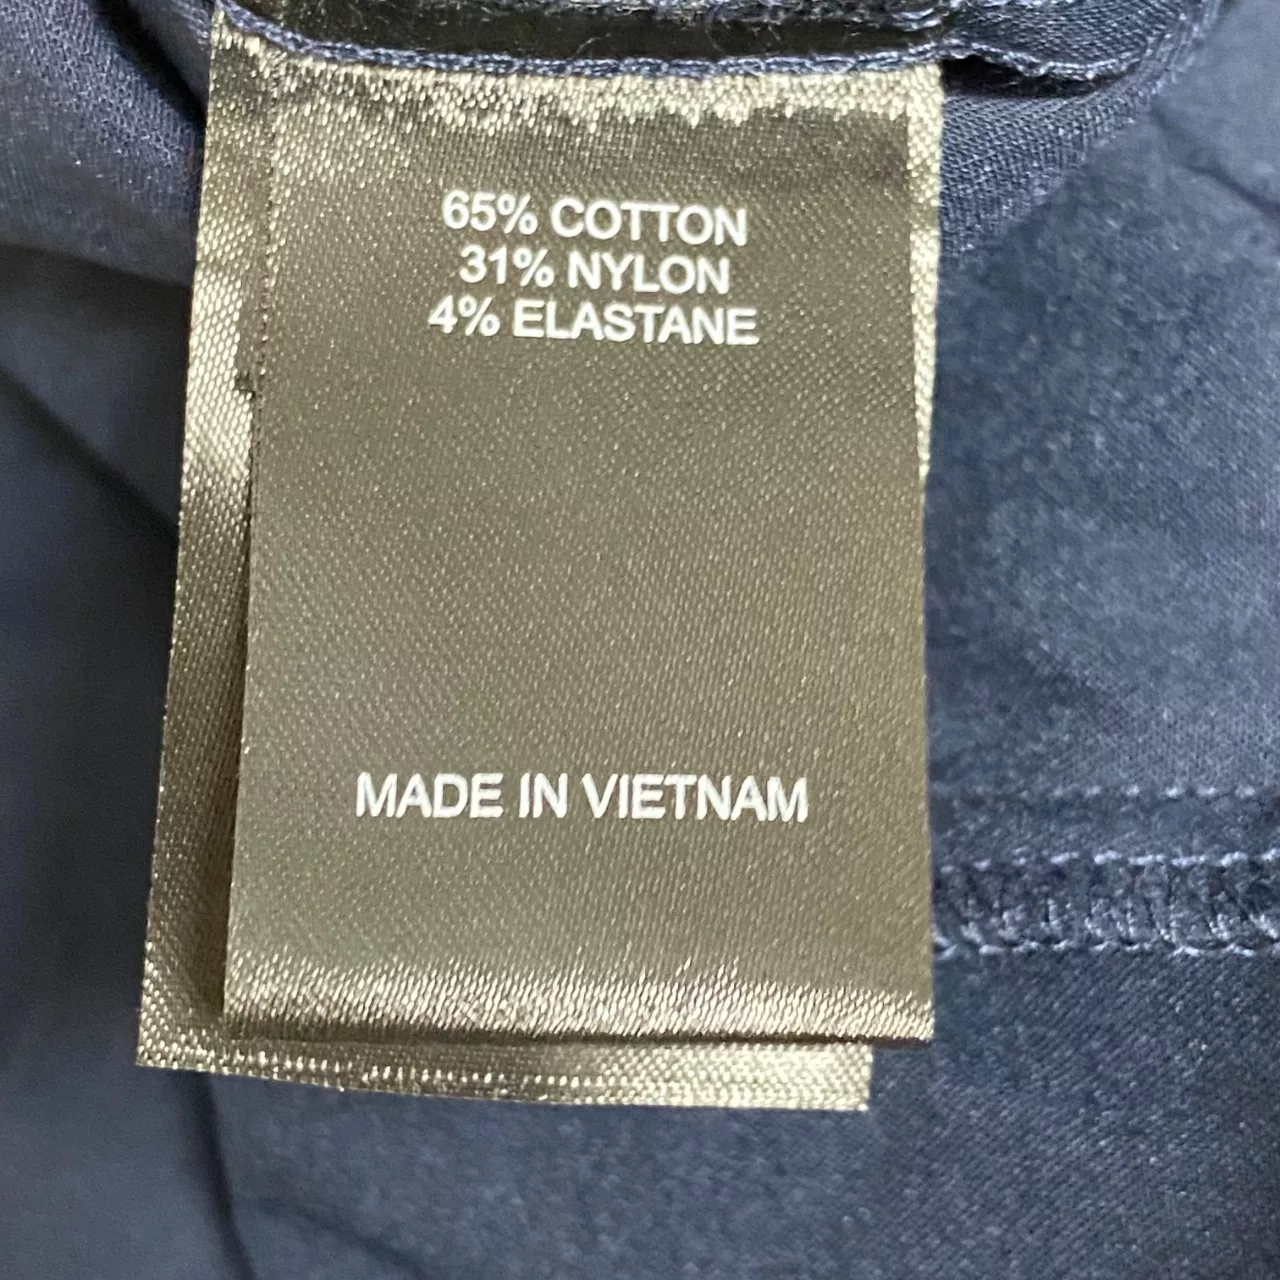 65% COTTON
31% NYLON
4% ELASTANE
MADE IN VIETNAM